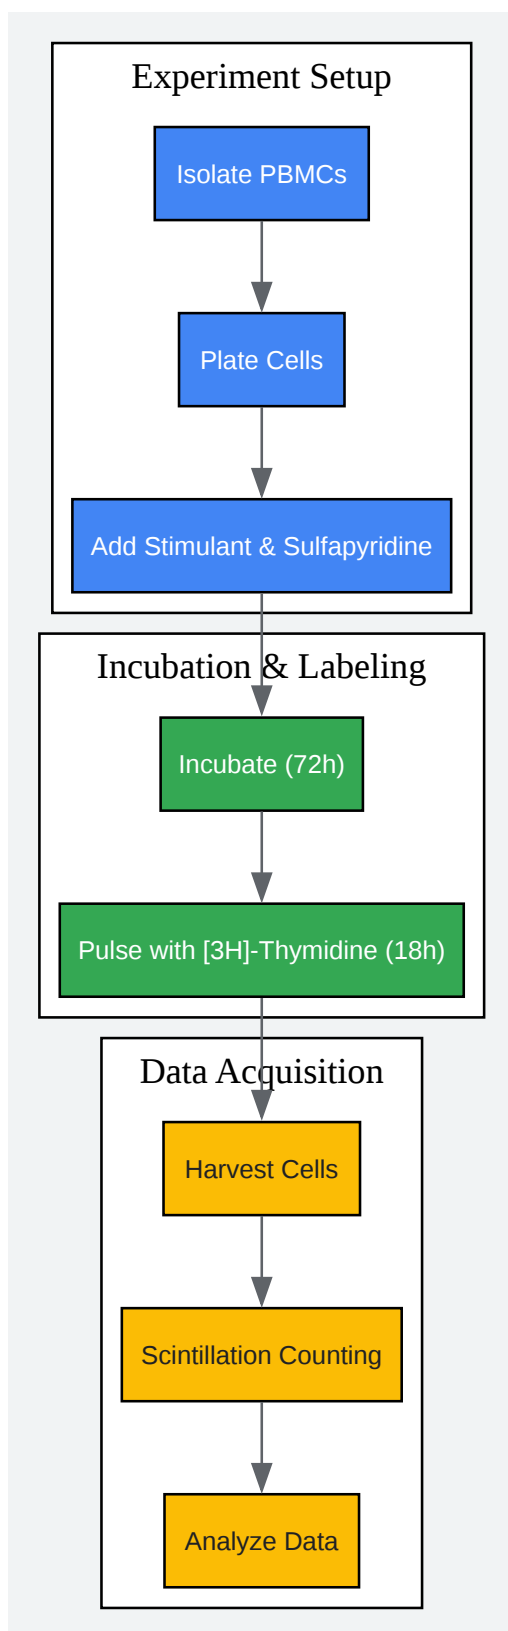 Experiment Setup
Isolate PBMCs
Plate Cells
Add Stimulant & Sulfapyridine
Incubation & Labeling
Incubate (72h)
Pulse with [3H]-Thymidine (18h)
Data Acquisition
Harvest Cells
Scintillation Counting
Analyze Data